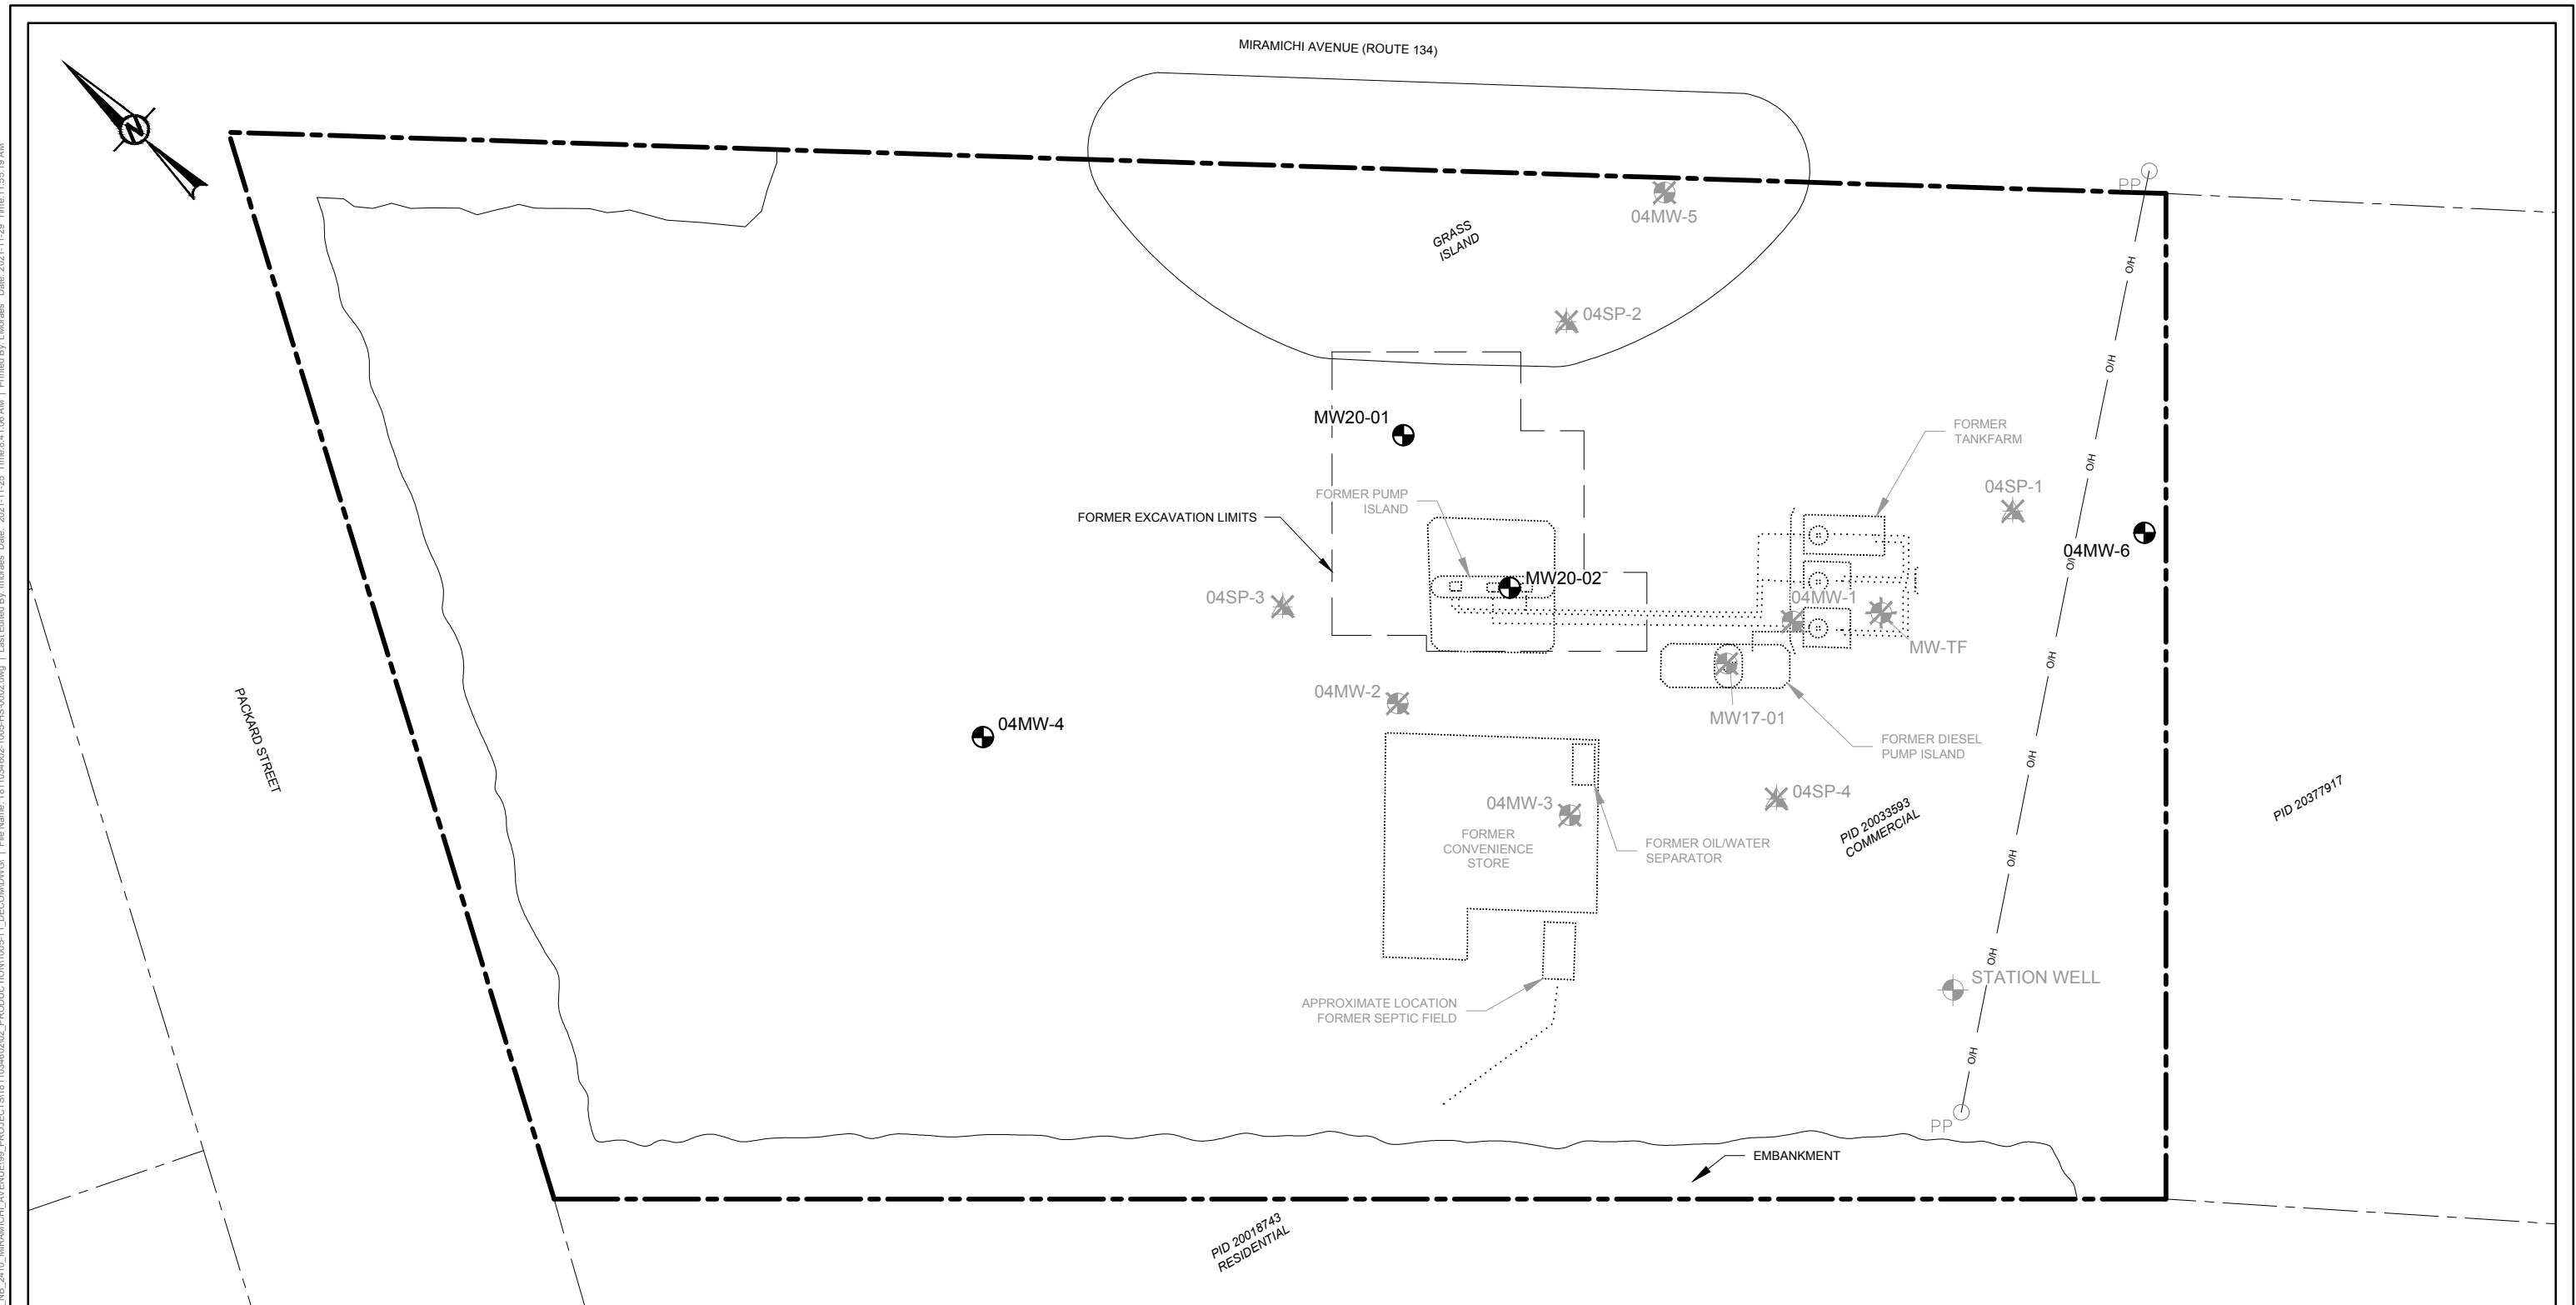 MIRAMICHI AVENUE (ROUTE 134)
N
PP
04MW-5
GRASS
ISLAND
O/H
04SP-2
O/H
MW20-01
FORMER
TANKFARM
O/H
FORMER PUMP
ISLAND
04SP-1
FORMER EXCAVATION LIMITS
04MW-6
O/H
MW20-02
04SP-3
04MW-1
MW-TF
O/H
04MW-2
PACKARD STREET
04MW-4
MW17-01
FORMER DIESEL
PUMP ISLAND
O/H
04SP-4
PID 20377917
04MW-3
PID 20033593
COMMERCIAL
FORMER
CONVENIENCE
STORE
FORMER OIL/WATER
SEPARATOR
O/H
O/H
STATION WELL
APPROXIMATE LOCATION
FORMER SEPTIC FIELD
O/H
PP
EMBANKMENT
PID 20018743
RESIDENTIAL